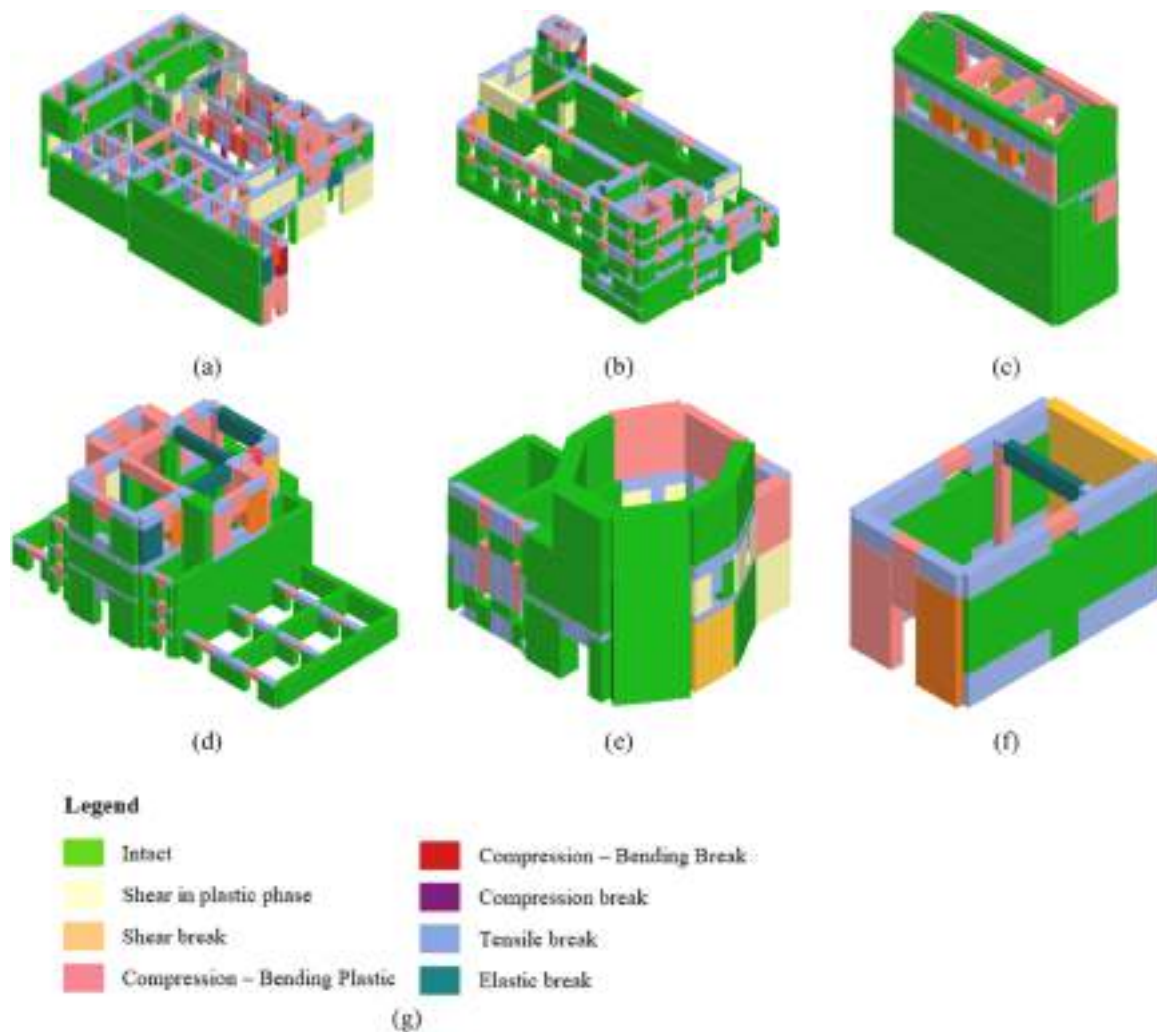 (a)
(b)
(c)
(d)
(e)
(f)
Legend
Intact
Shear in plastic phase
Shear break
Compression – Bending Plastic
Compression – Bending Break
Compression break
Tensile break
Elastic break
(g)